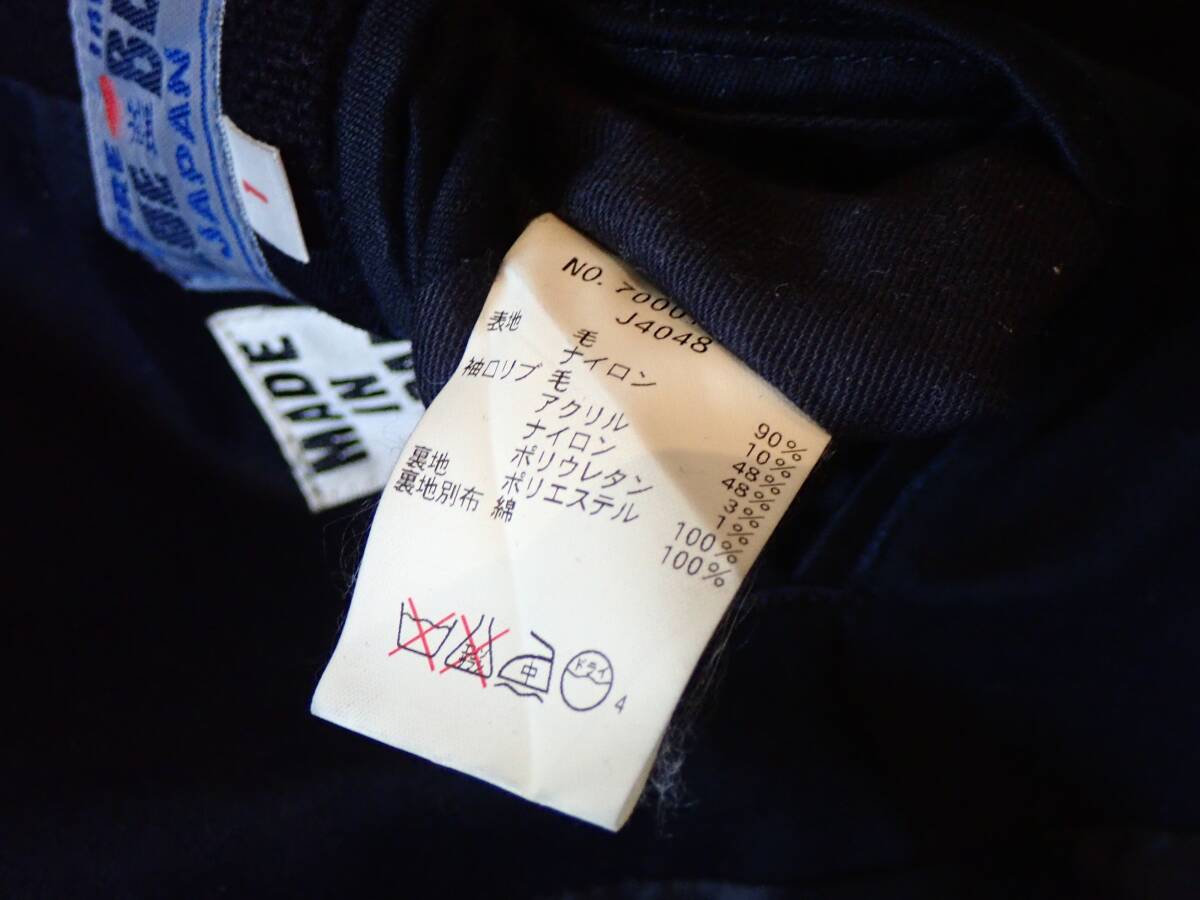 JAPAN
1
MADE
IN
NO. 7000
J4048
表地 毛 90%
ナイロン 10%
袖口リブ 毛 48%
アクリル 48%
ナイロン 3%
ポリウレタン 1%
裏地 ポリエステル 100%
裏地別布 綿 100%
中 ドライ
4